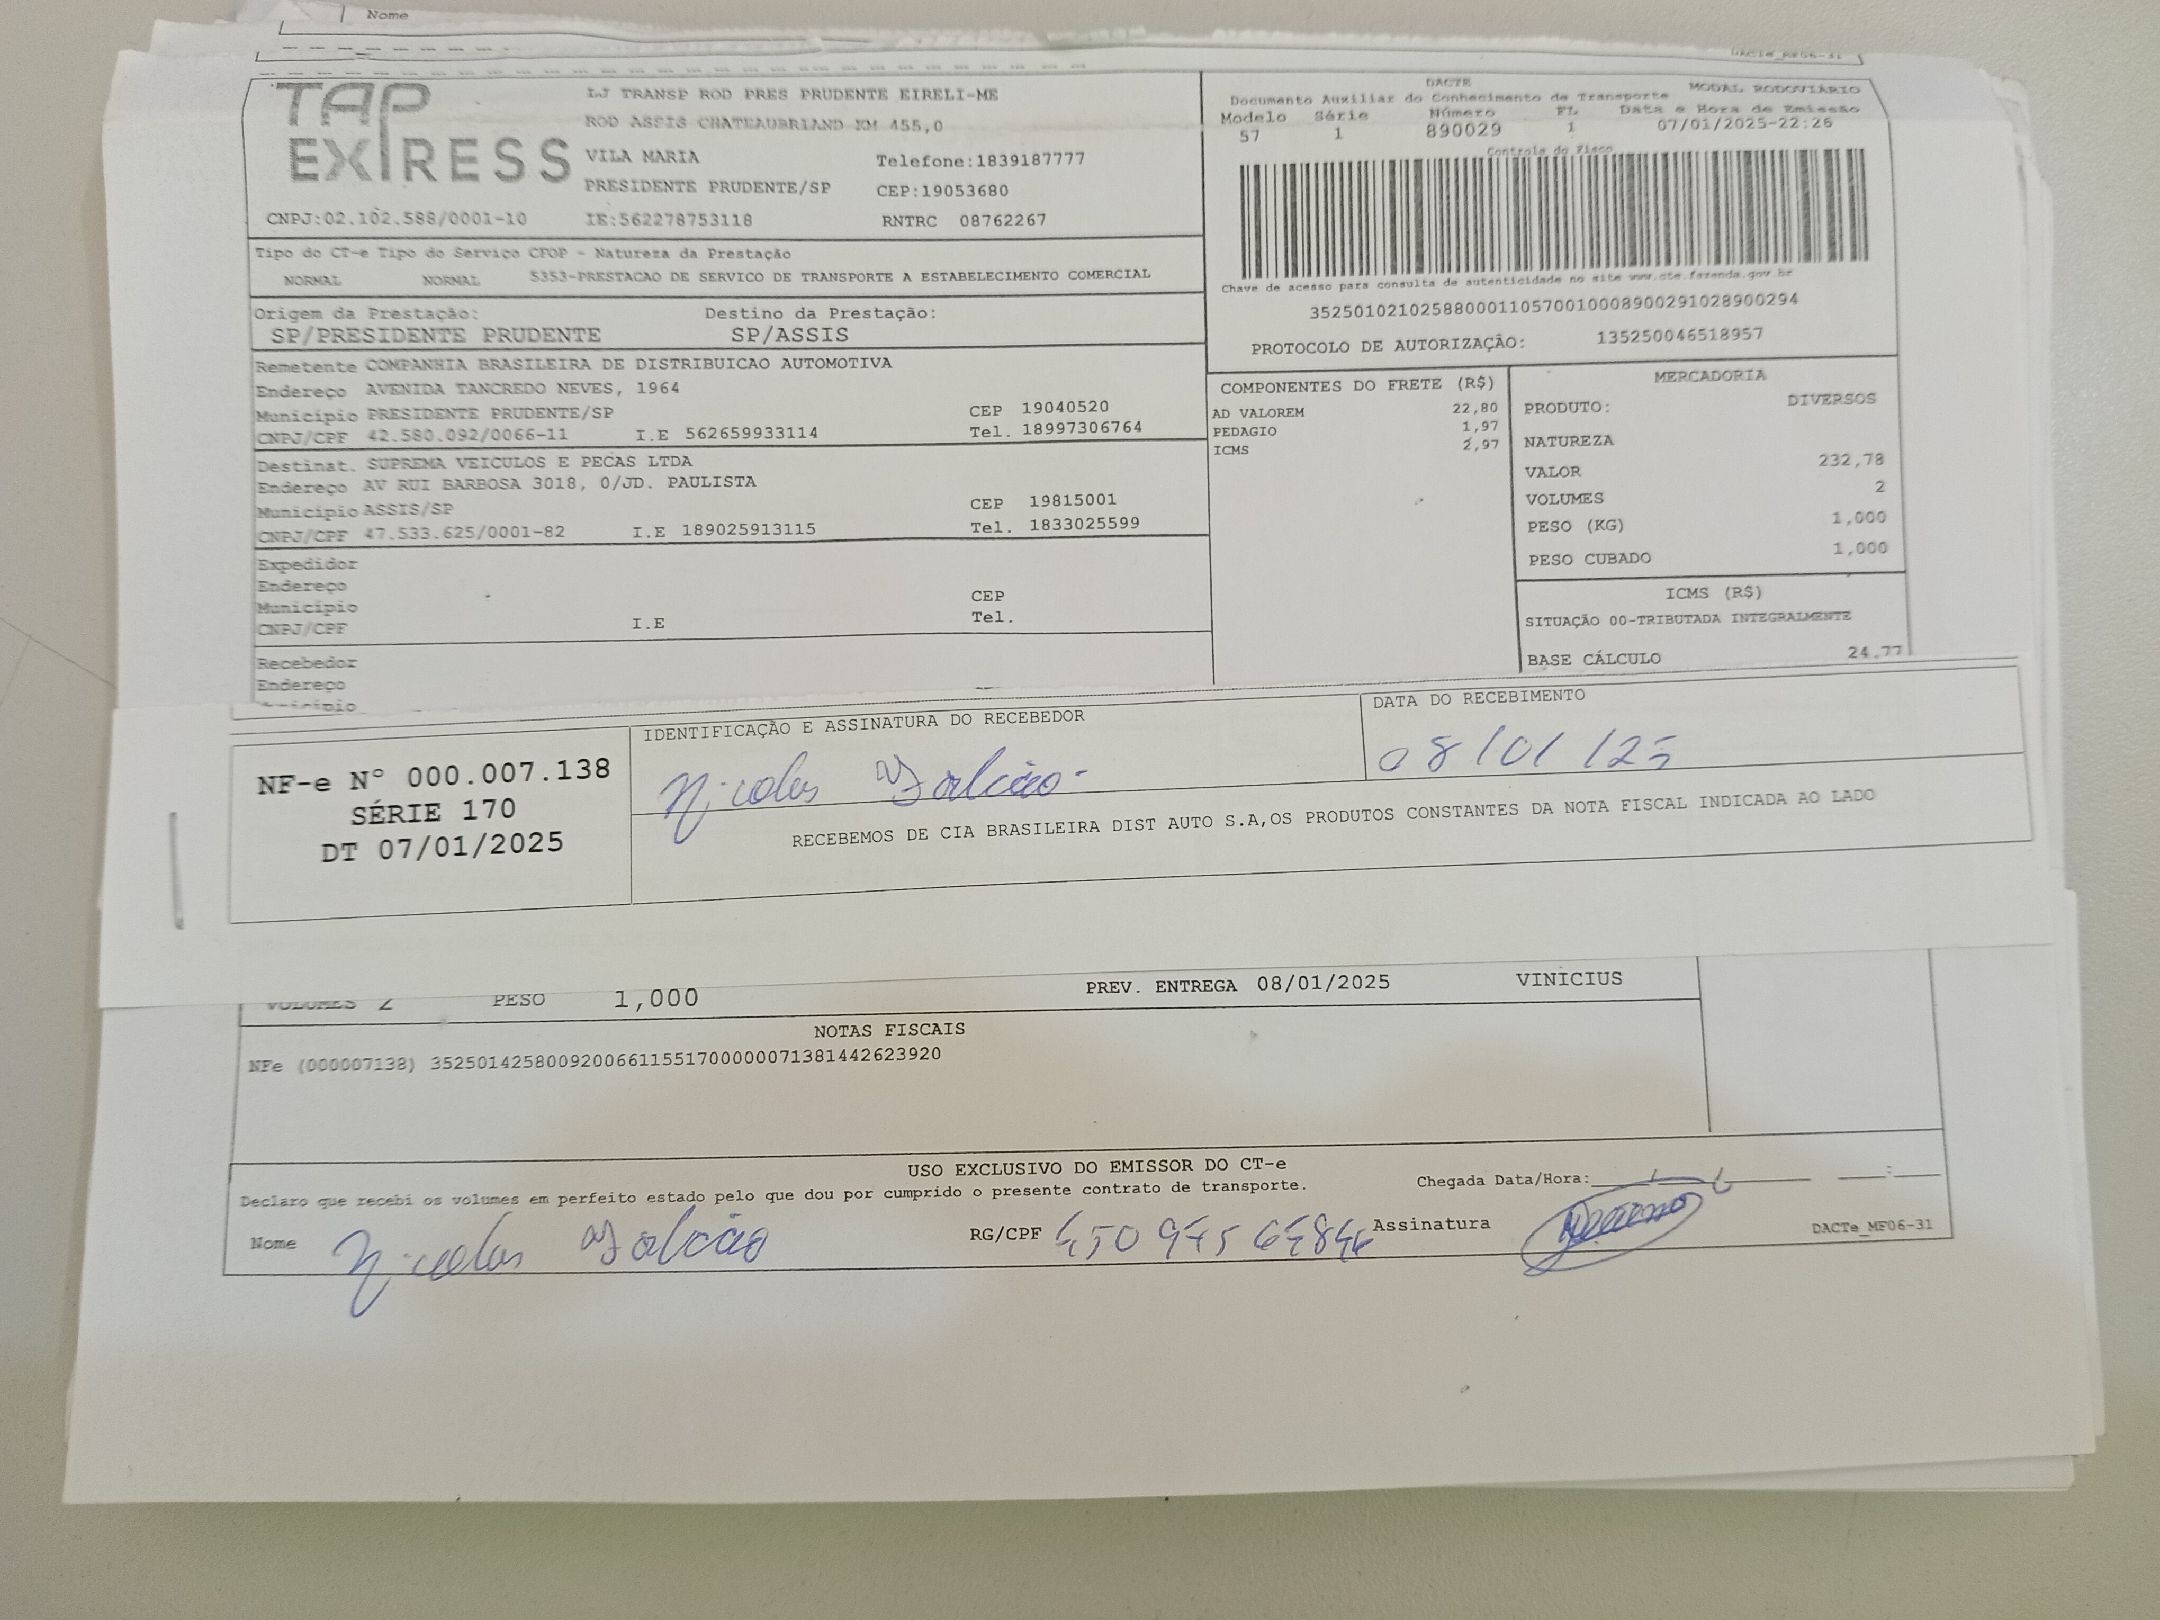 Nome
DACTe_MF06-31
TAP EXPRESS
LJ TRANSP ROD PRES PRUDENTE EIRELI-ME
ROD ASSIS CHATEAUBRIAND KM 455,0
VILA MARIA Telefone:1839187777
PRESIDENTE PRUDENTE/SP CEP:19053680
CNPJ:02.102.588/0001-10 IE:562278753118 RNTRC 08762267
DACTE MODAL RODOVIÁRIO
Documento Auxiliar do Conhecimento de Transporte
Modelo Série Número FL Data e Hora de Emissão
57 1 890029 1 07/01/2025-22:26
Controle do Fisco
Chave de acesso para consulta de autenticidade no site www.cte.fazenda.gov.br
35250102102588000110570010008900291028900294
PROTOCOLO DE AUTORIZAÇÃO: 135250046518957
Tipo do CT-e Tipo do Serviço CFOP - Natureza da Prestação
NORMAL NORMAL 5353-PRESTACAO DE SERVICO DE TRANSPORTE A ESTABELECIMENTO COMERCIAL
Origem da Prestação: Destino da Prestação:
SP/PRESIDENTE PRUDENTE SP/ASSIS
Remetente COMPANHIA BRASILEIRA DE DISTRIBUICAO AUTOMOTIVA
Endereço AVENIDA TANCREDO NEVES, 1964
Município PRESIDENTE PRUDENTE/SP CEP 19040520
CNPJ/CPF 42.580.092/0066-11 I.E 562659933114 Tel. 18997306764
Destinat. SUPREMA VEICULOS E PECAS LTDA
Endereço AV RUI BARBOSA 3018, 0/JD. PAULISTA
Município ASSIS/SP CEP 19815001
CNPJ/CPF 47.533.625/0001-82 I.E 189025913115 Tel. 1833025599
Expedidor
Endereço
Município CEP
CNPJ/CPF I.E Tel.
Recebedor
Endereço
Município
COMPONENTES DO FRETE (R$)
AD VALOREM 22,80
PEDAGIO 1,97
ICMS 2,97
MERCADORIA
PRODUTO: DIVERSOS
NATUREZA
VALOR 232,78
VOLUMES 2
PESO (KG) 1,000
PESO CUBADO 1,000
ICMS (R$)
SITUAÇÃO 00-TRIBUTADA INTEGRALMENTE
BASE CÁLCULO 24,77
NF-e Nº 000.007.138
SÉRIE 170
DT 07/01/2025
IDENTIFICAÇÃO E ASSINATURA DO RECEBEDOR
Nicolas Falcão
DATA DO RECEBIMENTO
08/01/25
RECEBEMOS DE CIA BRASILEIRA DIST AUTO S.A,OS PRODUTOS CONSTANTES DA NOTA FISCAL INDICADA AO LADO
VOLUMES 2 PESO 1,000 PREV. ENTREGA 08/01/2025 VINICIUS
NOTAS FISCAIS
NFe (000007138) 35250142580092006611551700000071381442623920
USO EXCLUSIVO DO EMISSOR DO CT-e
Declaro que recebi os volumes em perfeito estado pelo que dou por cumprido o presente contrato de transporte. Chegada Data/Hora:
Nome Nicolas Falcão RG/CPF Assinatura DACTe_MF06-31